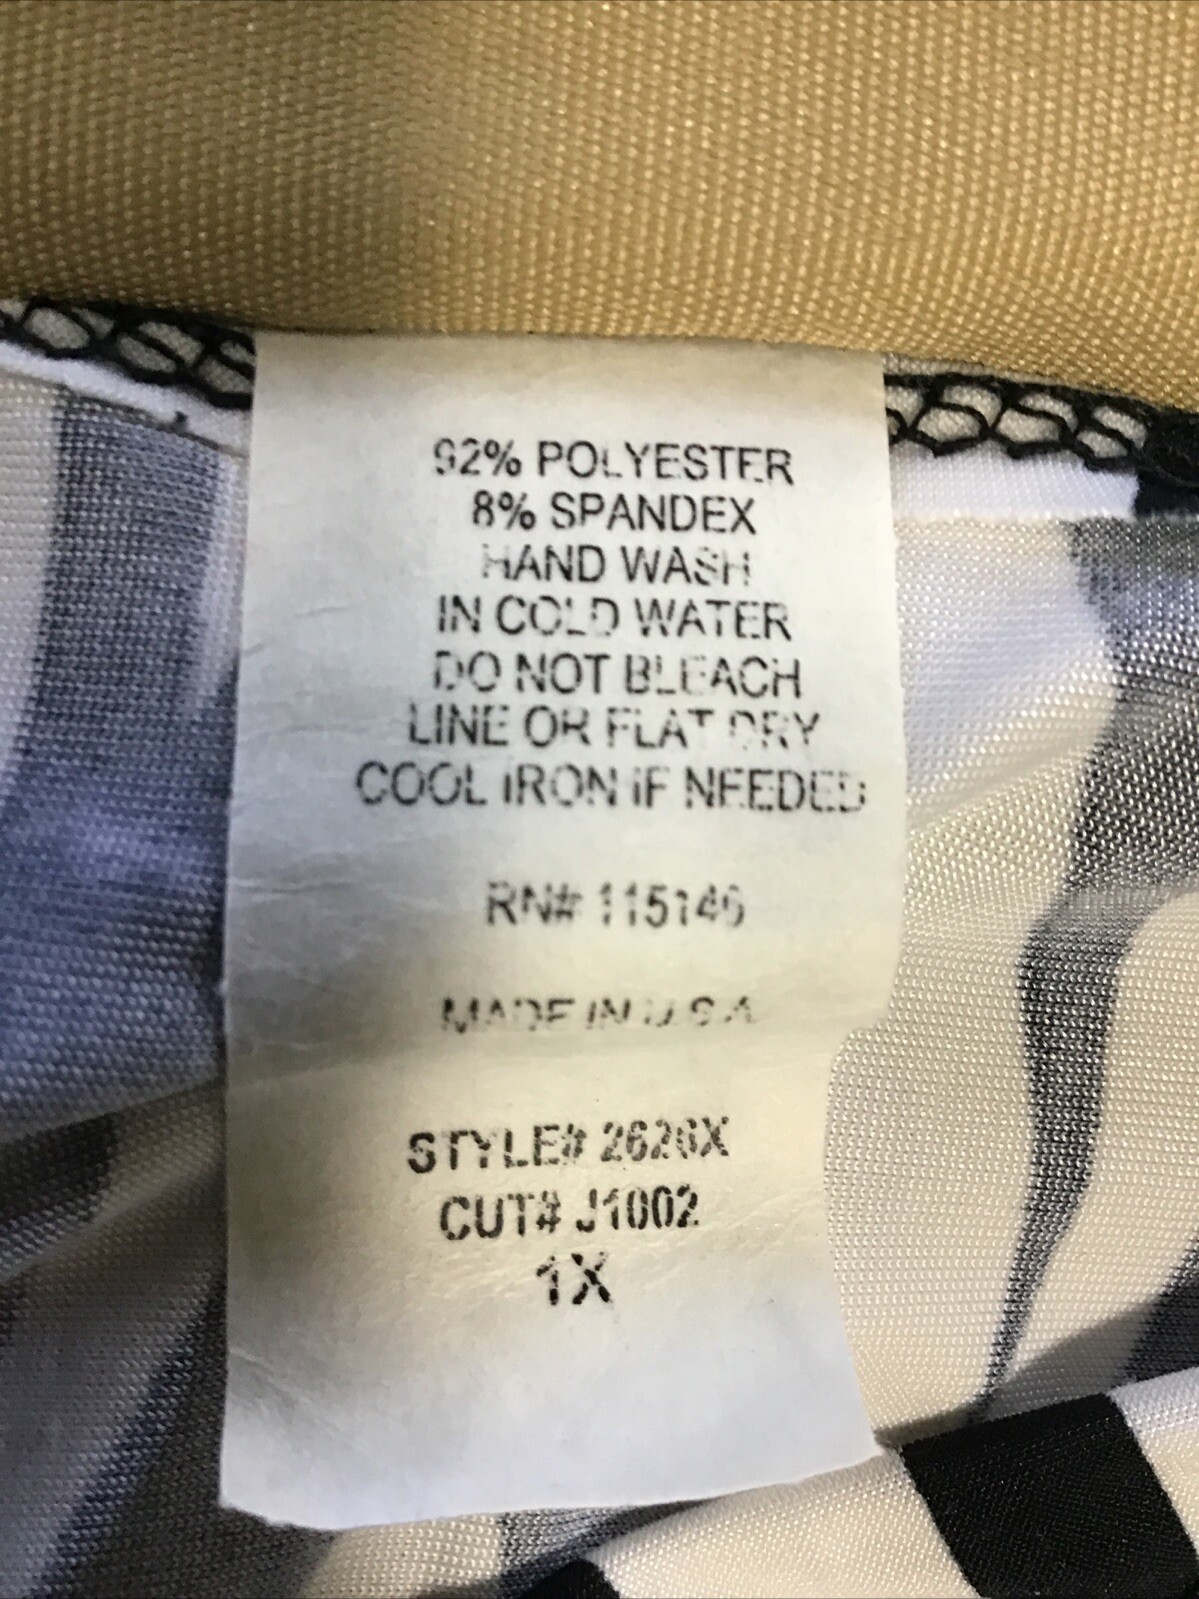 92% POLYESTER
8% SPANDEX
HAND WASH
IN COLD WATER
DO NOT BLEACH
LINE OR FLAT DRY
COOL IRON IF NEEDED
RN# 115146
MADE IN U.S.A
STYLE# 2626X
CUT# J1002
1X